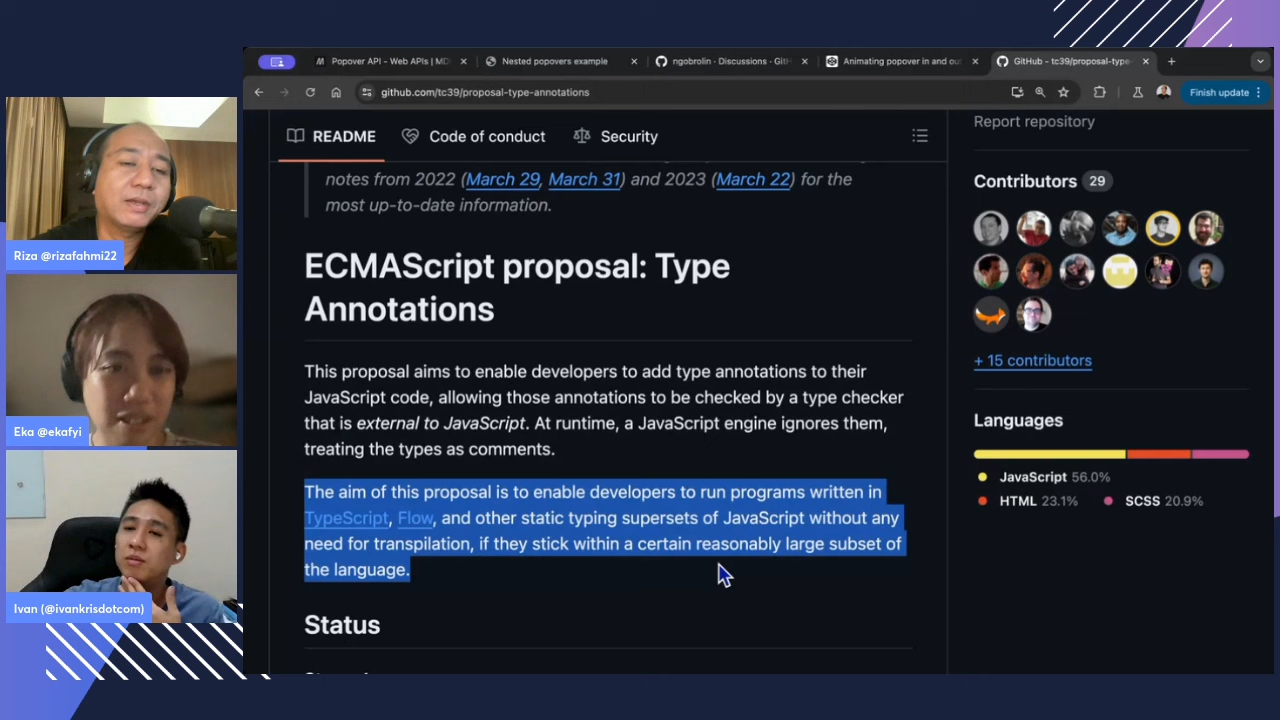 Popover API - Web APIs | MD
Nested popovers example
ngobrolin · Discussions · GitH
Animating popover in and ou
GitHub - tc39/proposal-type-
github.com/tc39/proposal-type-annotations
Finish update
README
Code of conduct
Security
notes from 2022 (March 29, March 31) and 2023 (March 22) for the
most up-to-date information.
ECMAScript proposal: Type
Annotations
This proposal aims to enable developers to add type annotations to their
JavaScript code, allowing those annotations to be checked by a type checker
that is external to JavaScript. At runtime, a JavaScript engine ignores them,
treating the types as comments.
The aim of this proposal is to enable developers to run programs written in
TypeScript, Flow, and other static typing supersets of JavaScript without any
need for transpilation, if they stick within a certain reasonably large subset of
the language.
Status
Report repository
Contributors 29
+ 15 contributors
Languages
JavaScript 56.0%
HTML 23.1%
SCSS 20.9%
Riza @rizafahmi22
Eka @ekafyi
Ivan (@ivankrisdotcom)